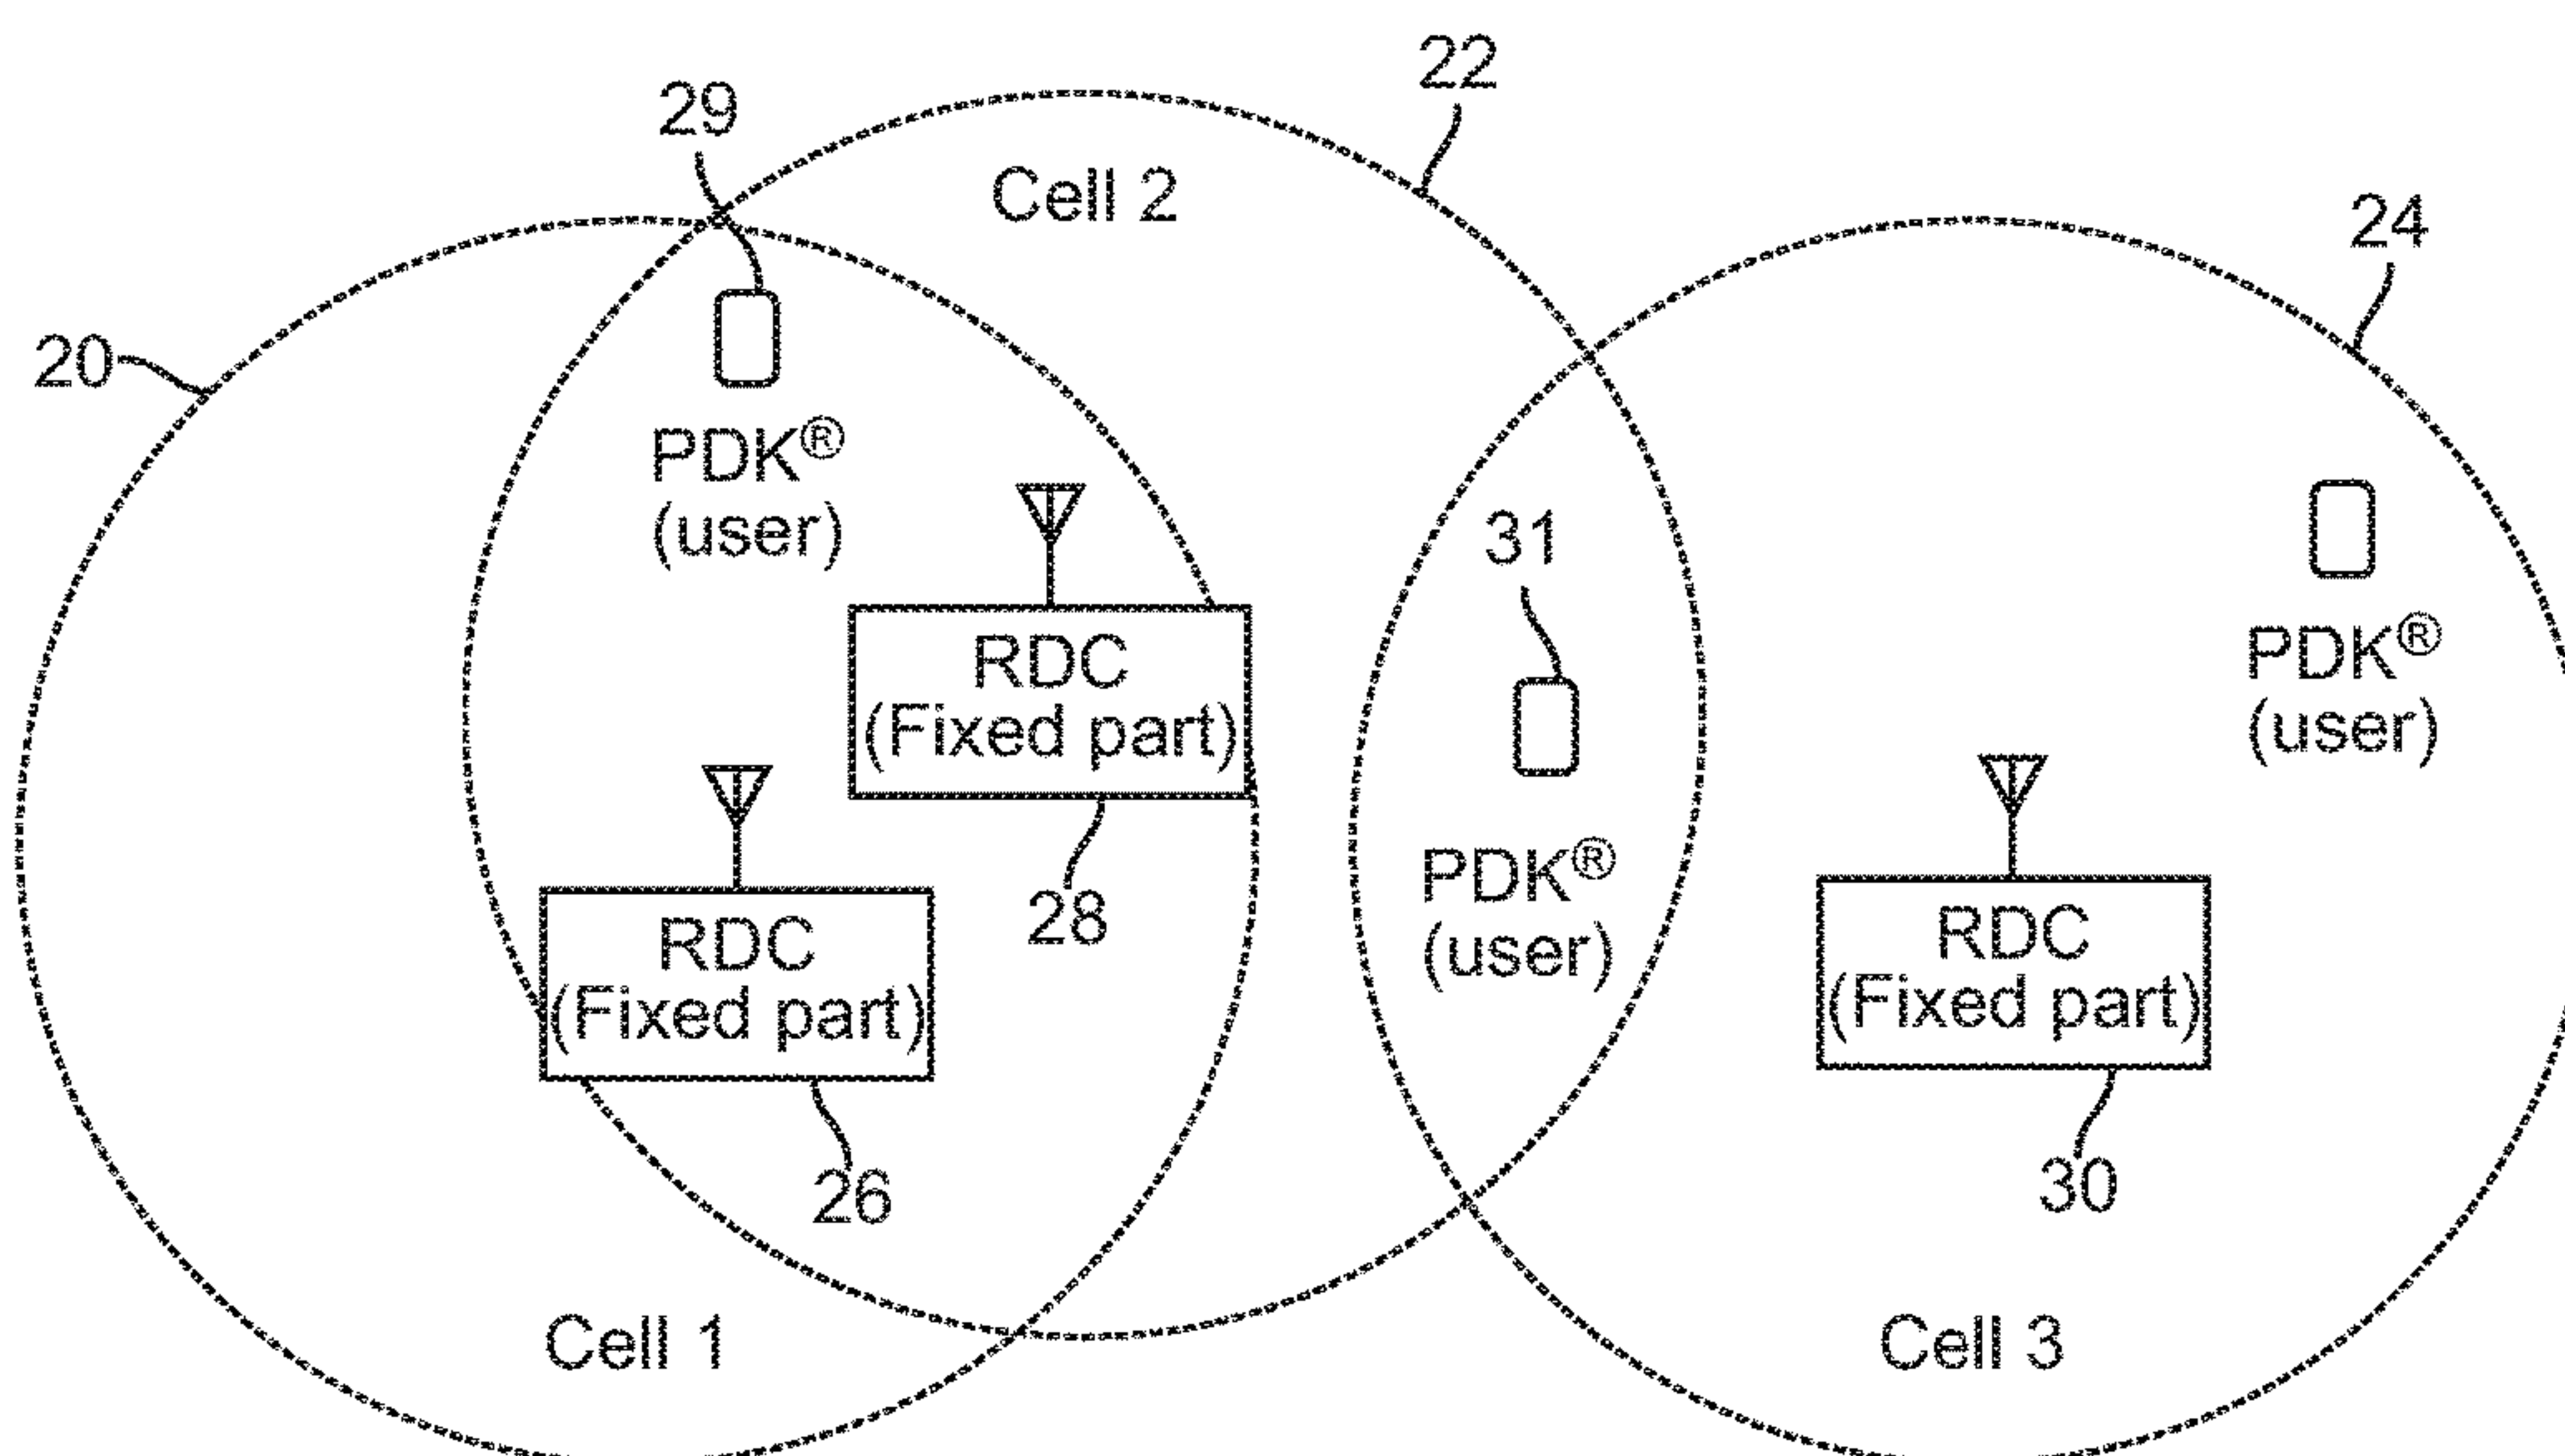 22
29
Cell 2
24
20
PDK®
(user)
31
RDC
(Fixed part)
PDK®
(user)
28
PDK®
(user)
RDC
(Fixed part)
RDC
(Fixed part)
26
30
Cell 1
Cell 3